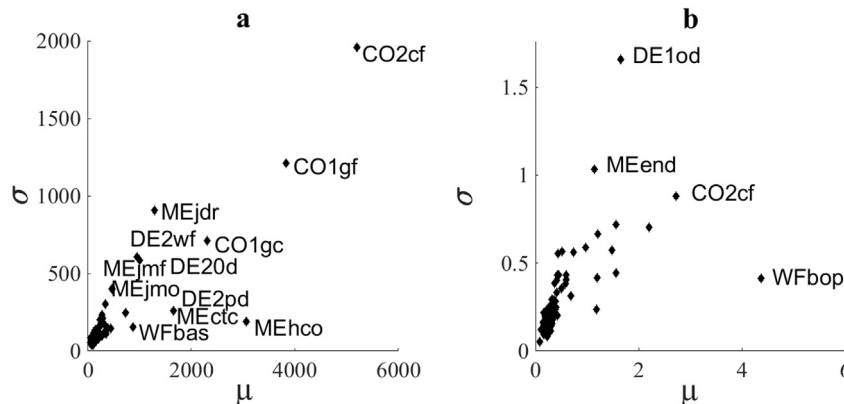 a
2000
1500
1000
500
0
σ
CO2cf
CO1gf
MEjdr
DE2wf
CO1gc
MEjmf
DE20d
MEjmo
DE2pd
MEctc
WFbas
MEhco
0
2000
4000
6000
μ
b
1.5
1
0.5
0
σ
DE1od
MEend
CO2cf
WFbop
0
2
4
6
μ